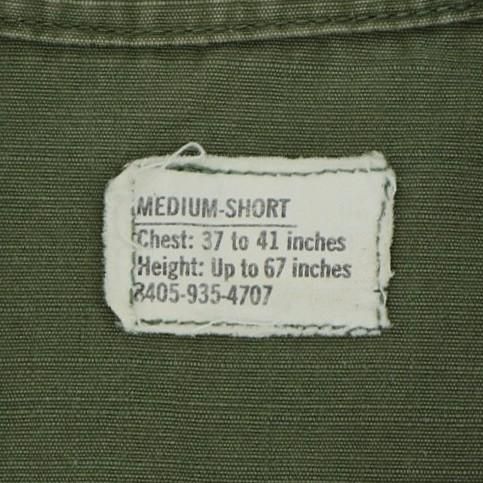 MEDIUM-SHORT
Chest: 37 to 41 inches
Height: Up to 67 inches
8405-935-4707